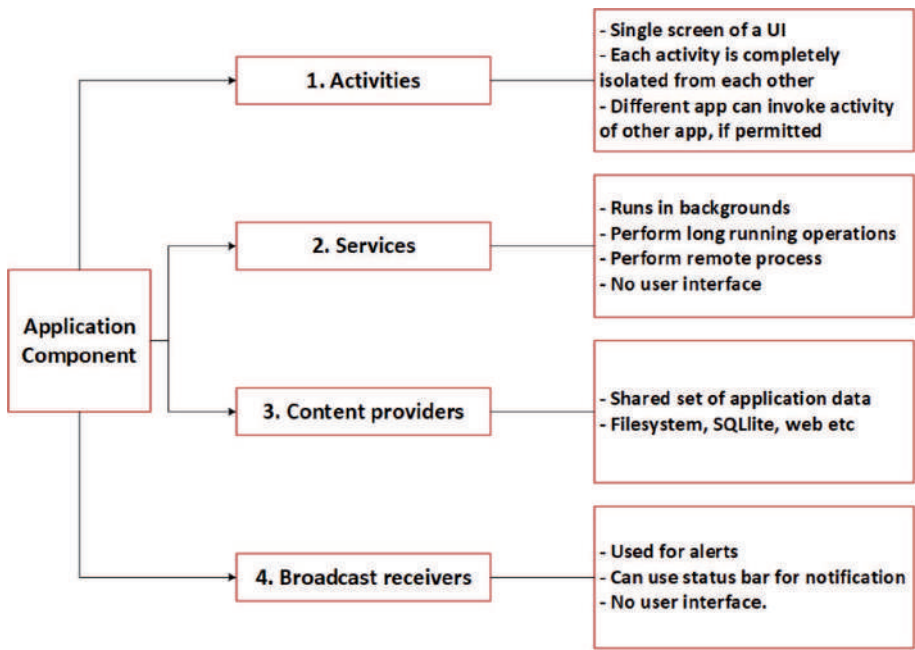 Application
Component
1. Activities
- Single screen of a UI
- Each activity is completely
isolated from each other
- Different app can invoke activity
of other app, if permitted
2. Services
- Runs in backgrounds
- Perform long running operations
- Perform remote process
- No user interface
3. Content providers
- Shared set of application data
- Filesystem, SQLlite, web etc
4. Broadcast receivers
- Used for alerts
- Can use status bar for notification
- No user interface.